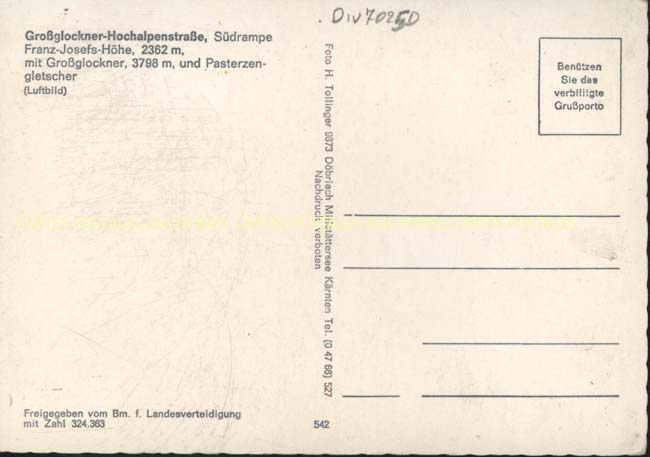 Div7025D
Großglockner-Hochalpenstraße, Südrampe
Franz-Josefs-Höhe, 2362 m,
mit Großglockner, 3798 m, und Pasterzen-
gletscher
(Luftbild)
Benützen
Sie das
verbilligte
Grußporto
Foto H. Tollinger 9873 Döbriach Millstättersee Kärnten Tel. (0 47 66) 527
Nachdruck verboten
Freigegeben vom Bm. f. Landesverteidigung
mit Zahl 324.363
542